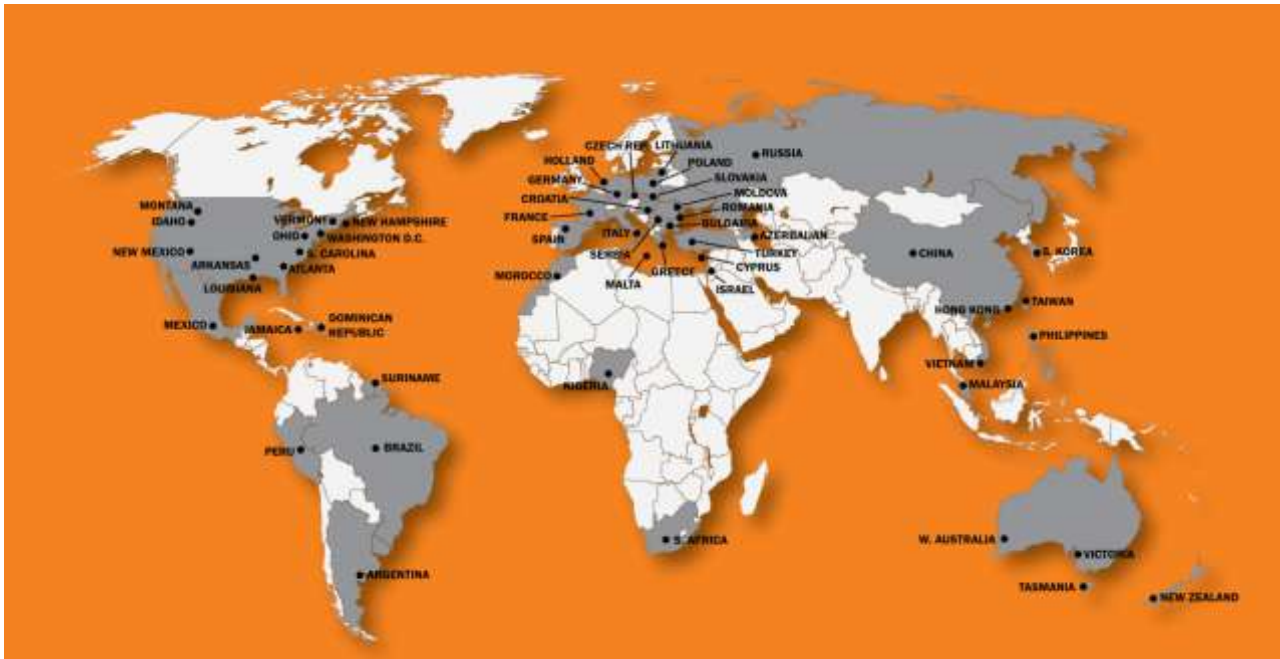 CZECH REP.
LITHUANIA
HOLLAND
POLAND
RUSSIA
GERMANY
SLOVAKIA
CROATIA
MOLDOVA
MONTANA
ROMANIA
IDAHO
VERMONT
NEW HAMPSHIRE
FRANCE
BULGARIA
OHIO
WASHINGTON D.C.
SPAIN
ITALY
AZERBAIJAN
NEW MEXICO
S. CAROLINA
SERBIA
TURKEY
CHINA
S. KOREA
ARKANSAS
ATLANTA
MOROCCO
GREECE
CYPRUS
LOUISIANA
MALTA
ISRAEL
TAIWAN
HONG KONG
MEXICO
JAMAICA
DOMINICAN
REPUBLIC
PHILIPPINES
VIETNAM
SURINAME
NIGERIA
MALAYSIA
PERU
BRAZIL
S. AFRICA
W. AUSTRALIA
VICTORIA
ARGENTINA
TASMANIA
NEW ZEALAND